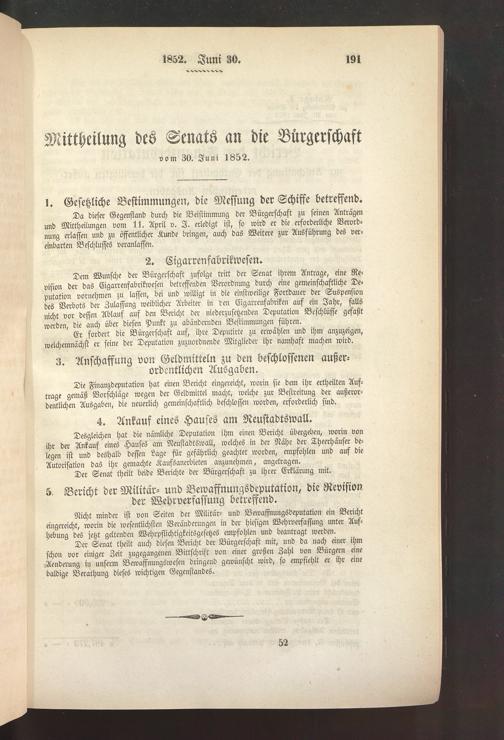 1852. Juni 30.
191
Mittheilung des Senats an die Bürgerschaft
vom 30. Juni 1852.
1. Gesetzliche Bestimmungen, die Messung der Schiffe betreffend.
Da dieser Gegenstand durch die Beistimmung der Bürgerschaft zu seinen Anträgen
und Mittheilungen vom 11. April v. J. erledigt ist, so wird er die erforderliche Verord-
nung erlassen und zu öffentlicher Kunde bringen, auch das Weitere zur Ausführung des ver-
einbarten Beschlusses veranlassen.
2. Cigarrenfabrikwesen.
Dem Wunsche der Bürgerschaft zufolge tritt der Senat ihrem Antrage, eine Re-
vision der das Cigarrenfabrikwesen betreffenden Verordnung durch eine gemeinschaftliche De-
putation vornehmen zu lassen, bei und willigt in die einstweilige Fortdauer der Suspension
des Verbots der Zulassung weiblicher Arbeiter in den Cigarrenfabriken auf ein Jahr, falls
nicht vor dessen Ablauf auf den Bericht der niederzusetzenden Deputation Beschlüsse gefaßt
werden, die auch über diesen Punkt zu abändernden Bestimmungen führen.
Er fordert die Bürgerschaft auf, ihre Deputirte zu erwählen und ihm anzuzeigen,
welchemnächst er seine der Deputation zuzuordnende Mitglieder ihr namhaft machen wird.
3. Anschaffung von Geldmitteln zu den beschlossenen außer-
ordentlichen Ausgaben.
Die Finanzdeputation hat einen Bericht eingereicht, worin sie dem ihr ertheilten Auf-
trage gemäß Vorschläge wegen der Geldmittel macht, welche zur Bestreitung der außeror-
dentlichen Ausgaben, die neuerlich gemeinschaftlich beschlossen worden, erforderlich sind.
4. Ankauf eines Hauses am Neustadtswall.
Desgleichen hat die nämliche Deputation ihm einen Bericht übergeben, worin von
ihr der Ankauf eines Hauses am Neustadtswall, welches in der Nähe der Theerhäuser be-
legen ist und deshalb dessen Lage für gefährlich geachtet worden, empfohlen und auf die
Autorisation das ihr gemachte Kaufsanerbieten anzunehmen, angetragen.
Der Senat theilt beide Berichte der Bürgerschaft zu ihrer Erklärung mit.
5. Bericht der Militär- und Bewaffnungsdeputation, die Revision
der Wehrverfassung betreffend.
Nicht minder ist von Seiten der Militär- und Bewaffnungsdeputation ein Bericht
eingereicht, worin die wesentlichsten Veränderungen in der hiesigen Wehrverfassung unter Auf-
hebung des jetzt geltenden Wehrpflichtigkeitsgesetzes empfohlen und beantragt werden.
Der Senat theilt auch diesen Bericht der Bürgerschaft mit, und da nach einer ihm
schon vor einiger Zeit zugegangenen Bittschrift von einer großen Zahl von Bürgern eine
Aenderung in unserm Bewaffnungswesen dringend gewünscht wird, so empfiehlt er ihr eine
baldige Berathung dieses wichtigen Gegenstandes.
52